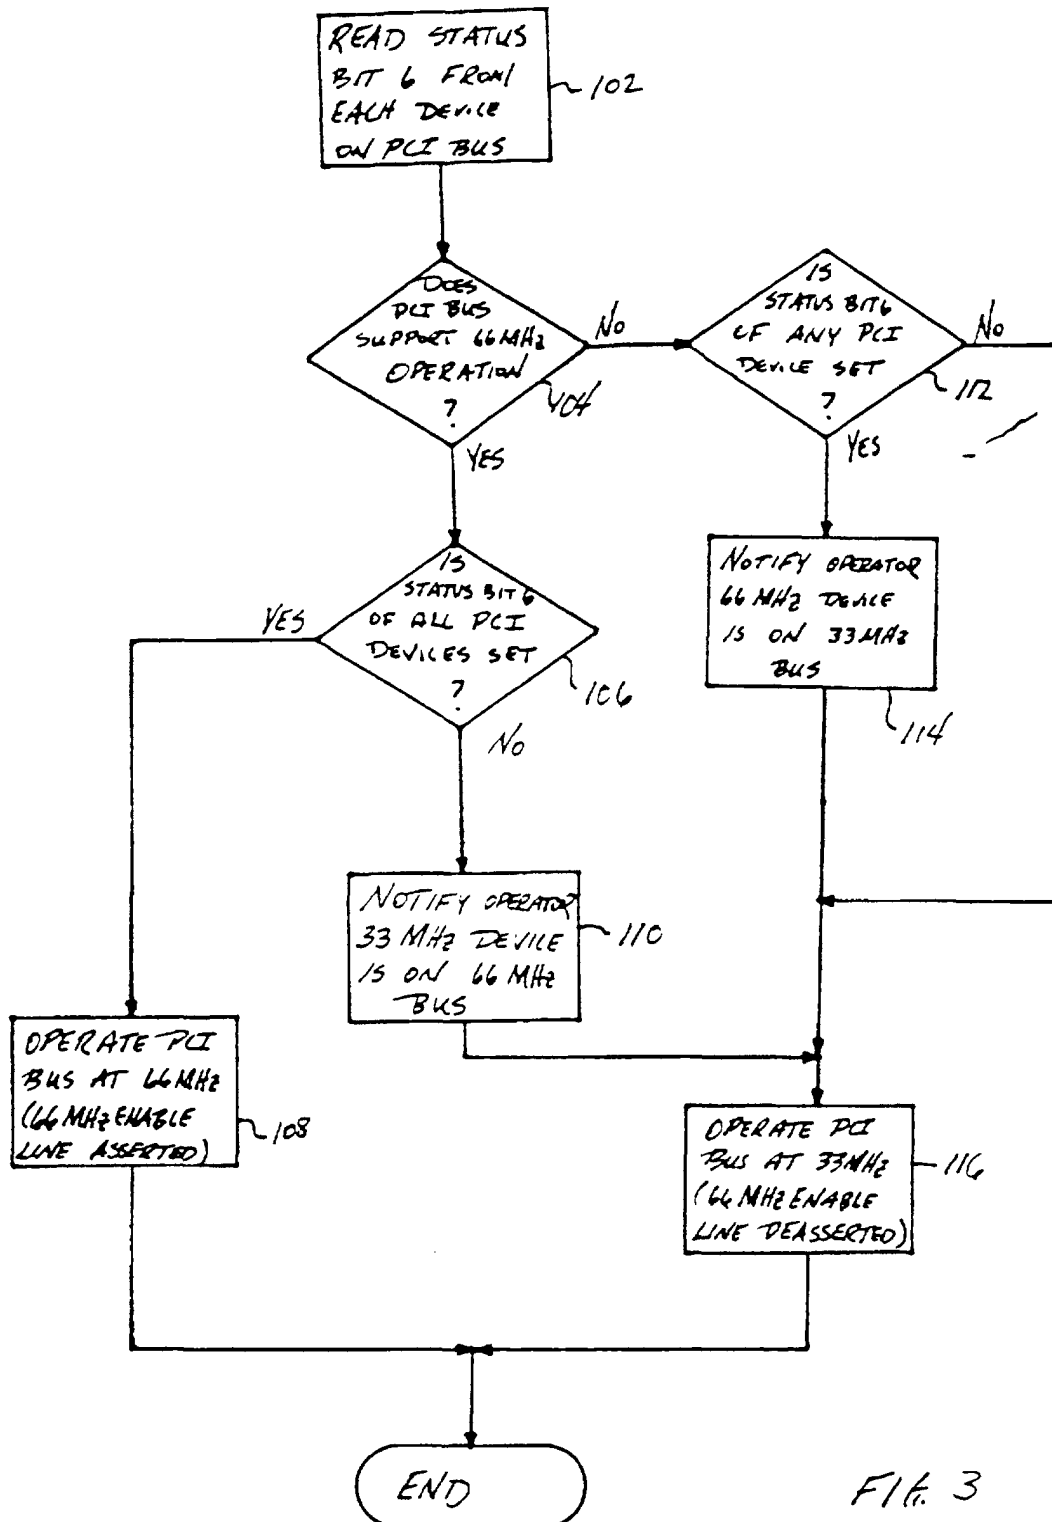 READ STATUS
BIT 6 FROM
EACH DEVICE
ON PCI BUS
102
DOES
PCI BUS
SUPPORT 66MHz
OPERATION
?
104
NO
YES
IS
STATUS BIT 6
OF ANY PCI
DEVICE SET
?
112
NO
YES
IS
STATUS BIT 6
OF ALL PCI
DEVICES SET
?
106
YES
NO
NOTIFY OPERATOR
66 MHz DEVICE
IS ON 33MHz
BUS
114
NOTIFY OPERATOR
33 MHz DEVICE
IS ON 66 MHz
BUS
110
OPERATE PCI
BUS AT 66MHz
(66 MHz ENABLE
LINE ASSERTED)
108
OPERATE PCI
BUS AT 33MHz
(66 MHz ENABLE
LINE DEASSERTED)
116
END
FIG. 3